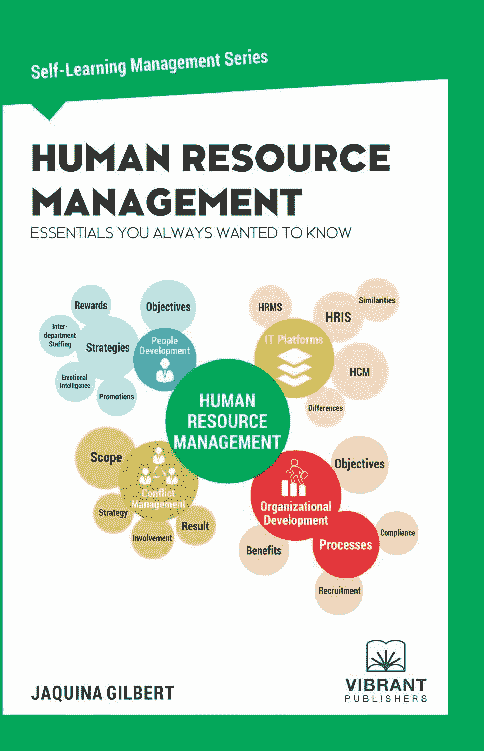 Self-Learning Management Series
HUMAN RESOURCE
MANAGEMENT
ESSENTIALS YOU ALWAYS WANTED TO KNOW
Rewards
Objectives
Inter-
department
Staffing
Strategies
People
Development
Emotional
Intelligence
Promotions
HRMS
HRIS
Similarities
IT Platforms
HCM
Differences
HUMAN
RESOURCE
MANAGEMENT
Scope
Conflict
Management
Strategy
Involvement
Result
Objectives
Organizational
Development
Benefits
Processes
Compliance
Recruitment
JAQUINA GILBERT
VIBRANT
PUBLISHERS